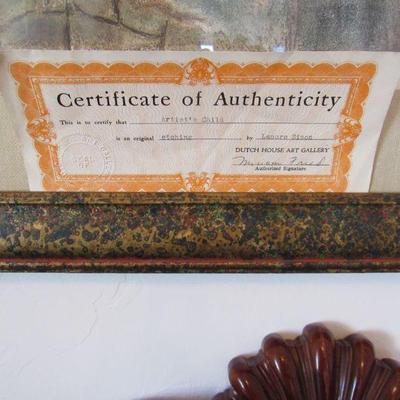 Certificate of Authenticity
This is to certify that Artist's Child
is an original etching by Lenore Simon
DUTCH HOUSE ART GALLERY
Authorized Signature